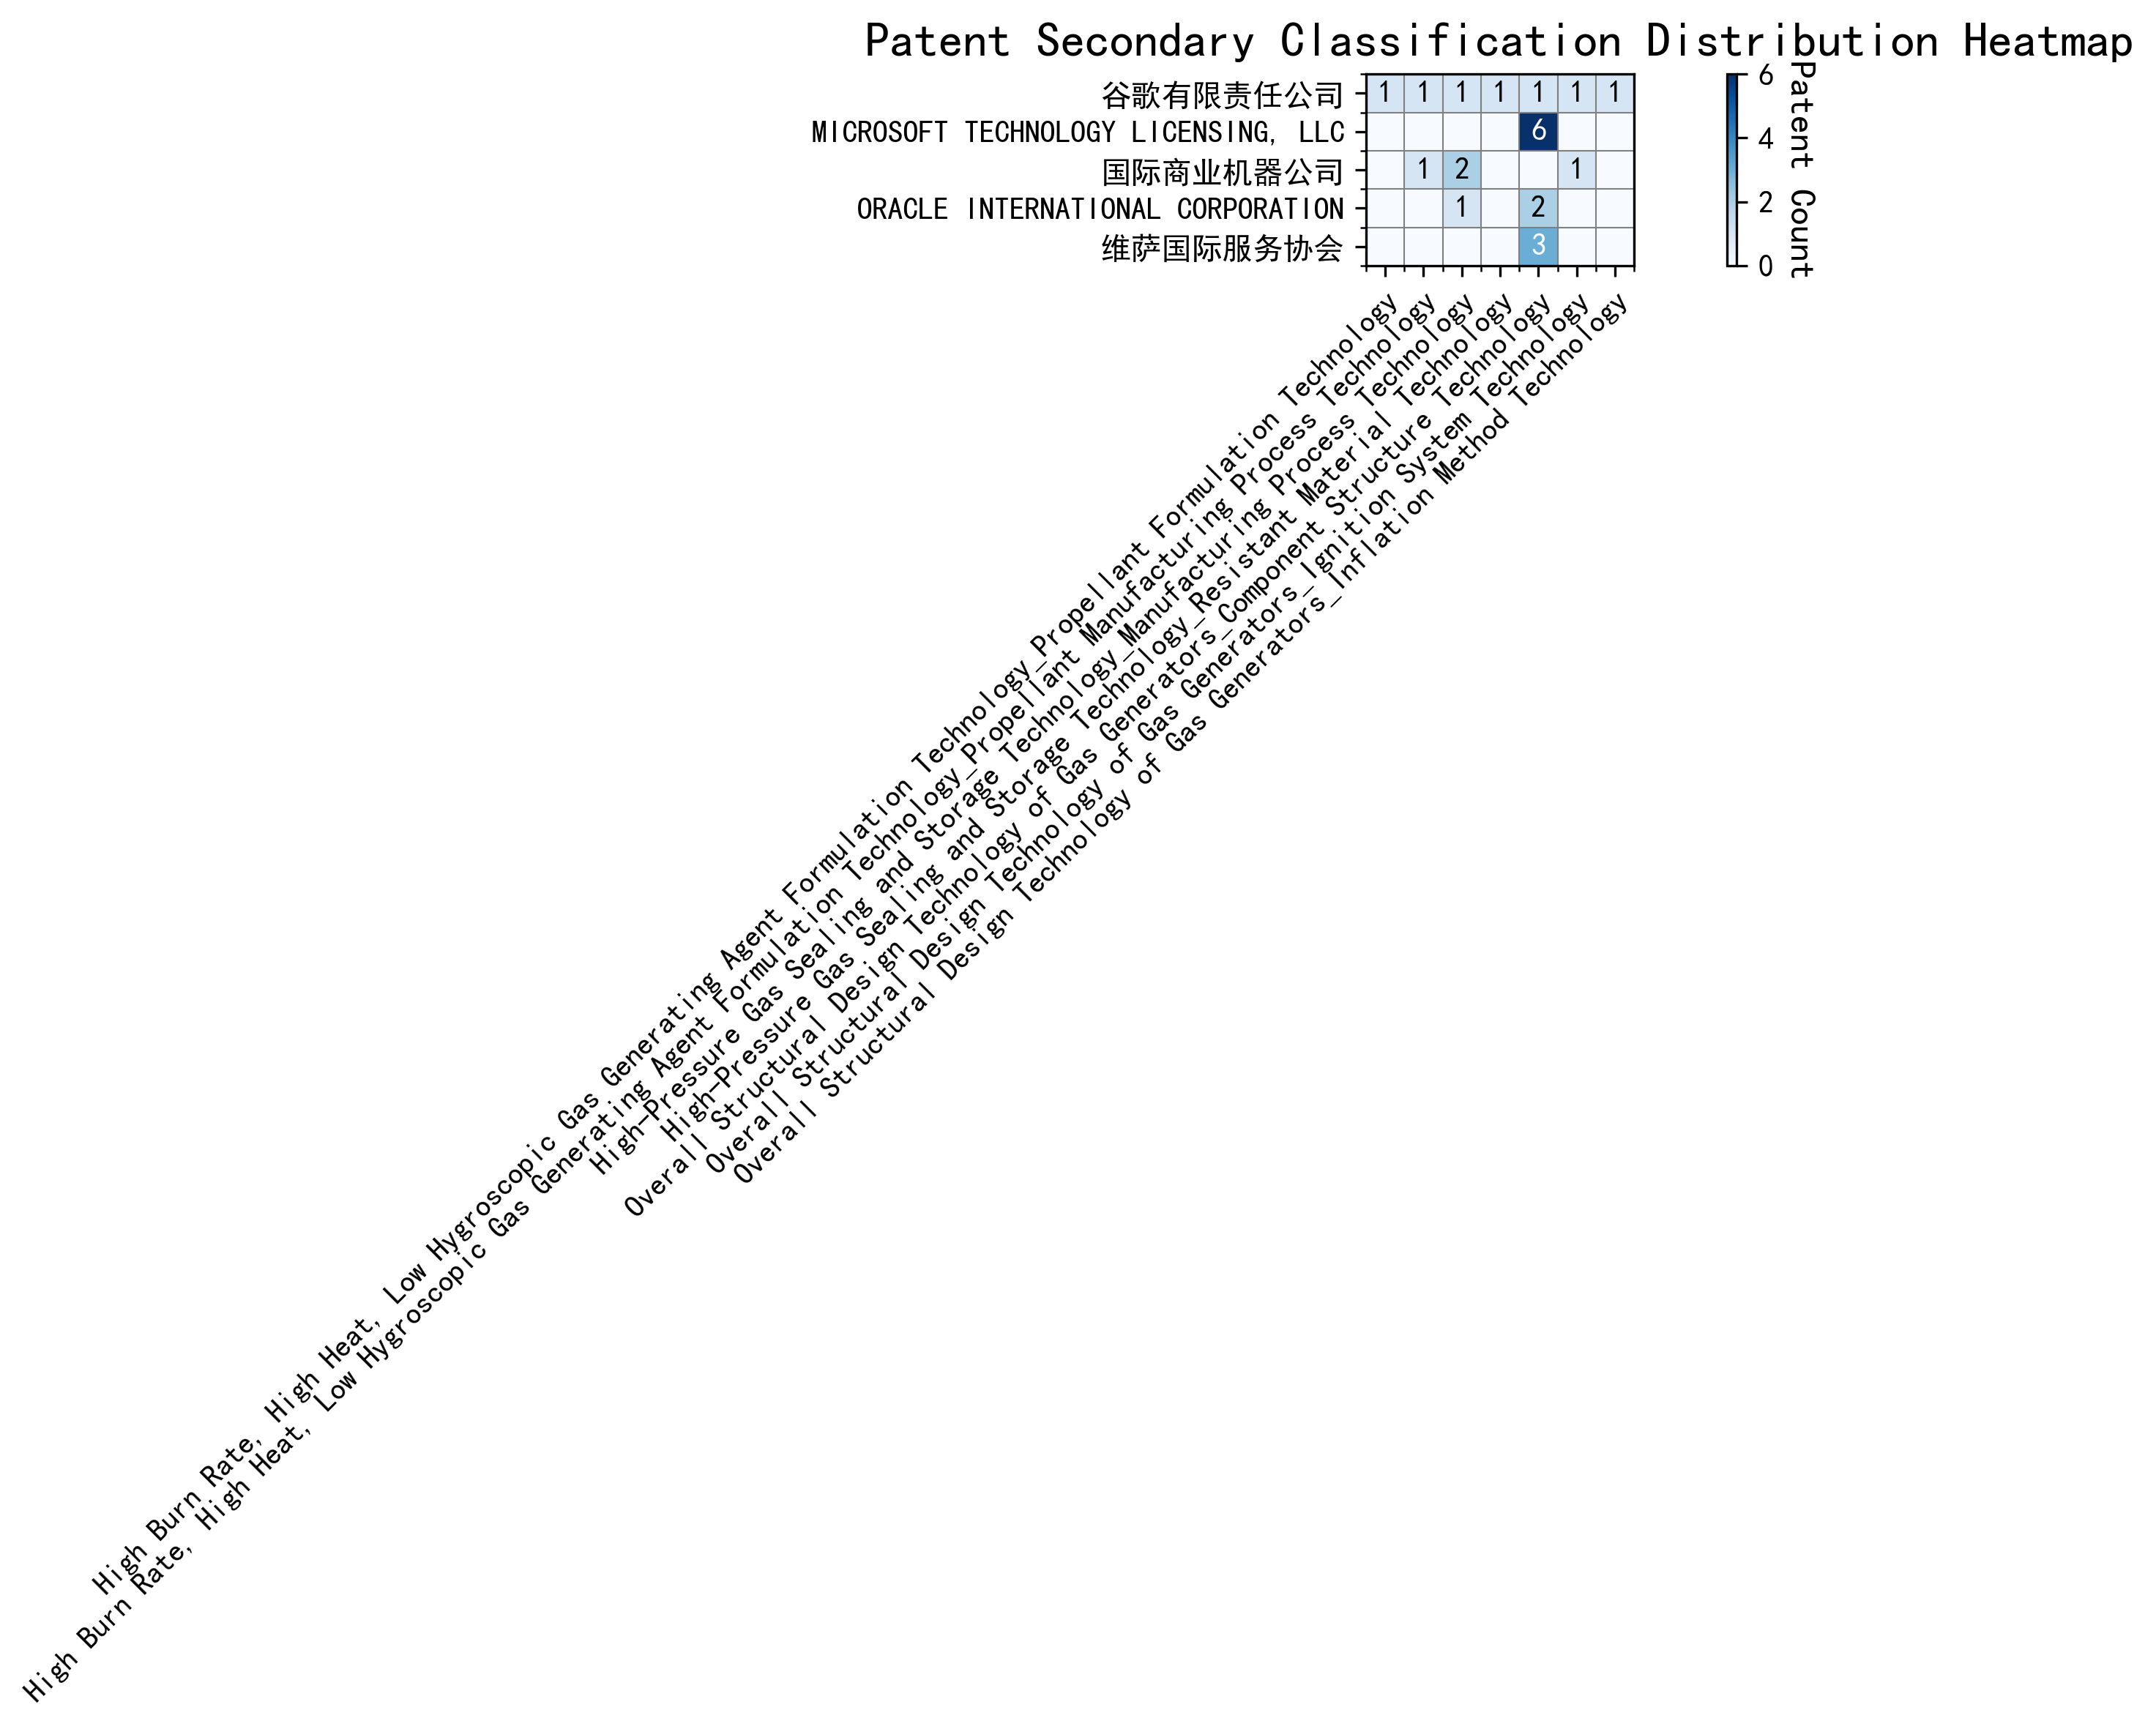 Patent Secondary Classification Distribution Heatmap
谷歌有限责任公司 1 1 1 1 1 1 1
MICROSOFT TECHNOLOGY LICENSING, LLC 6
国际商业机器公司 1 2 1
ORACLE INTERNATIONAL CORPORATION 1 2
维萨国际服务协会 3
6
4
2
0
Patent Count
High Burn Rate, High Heat, Low Hygroscopic Gas Generating Agent Formulation Technology_Propellant Formulation Technology
High Burn Rate, High Heat, Low Hygroscopic Gas Generating Agent Formulation Technology_Propellant Manufacturing Process Technology
High-Pressure Gas Sealing and Storage Technology_Manufacturing Process Technology
High-Pressure Gas Sealing and Storage Technology_Resistant Material Technology
Overall Structural Design Technology of Gas Generators_Component Structure Technology
Overall Structural Design Technology of Gas Generators_Ignition System Technology
Overall Structural Design Technology of Gas Generators_Inflation Method Technology